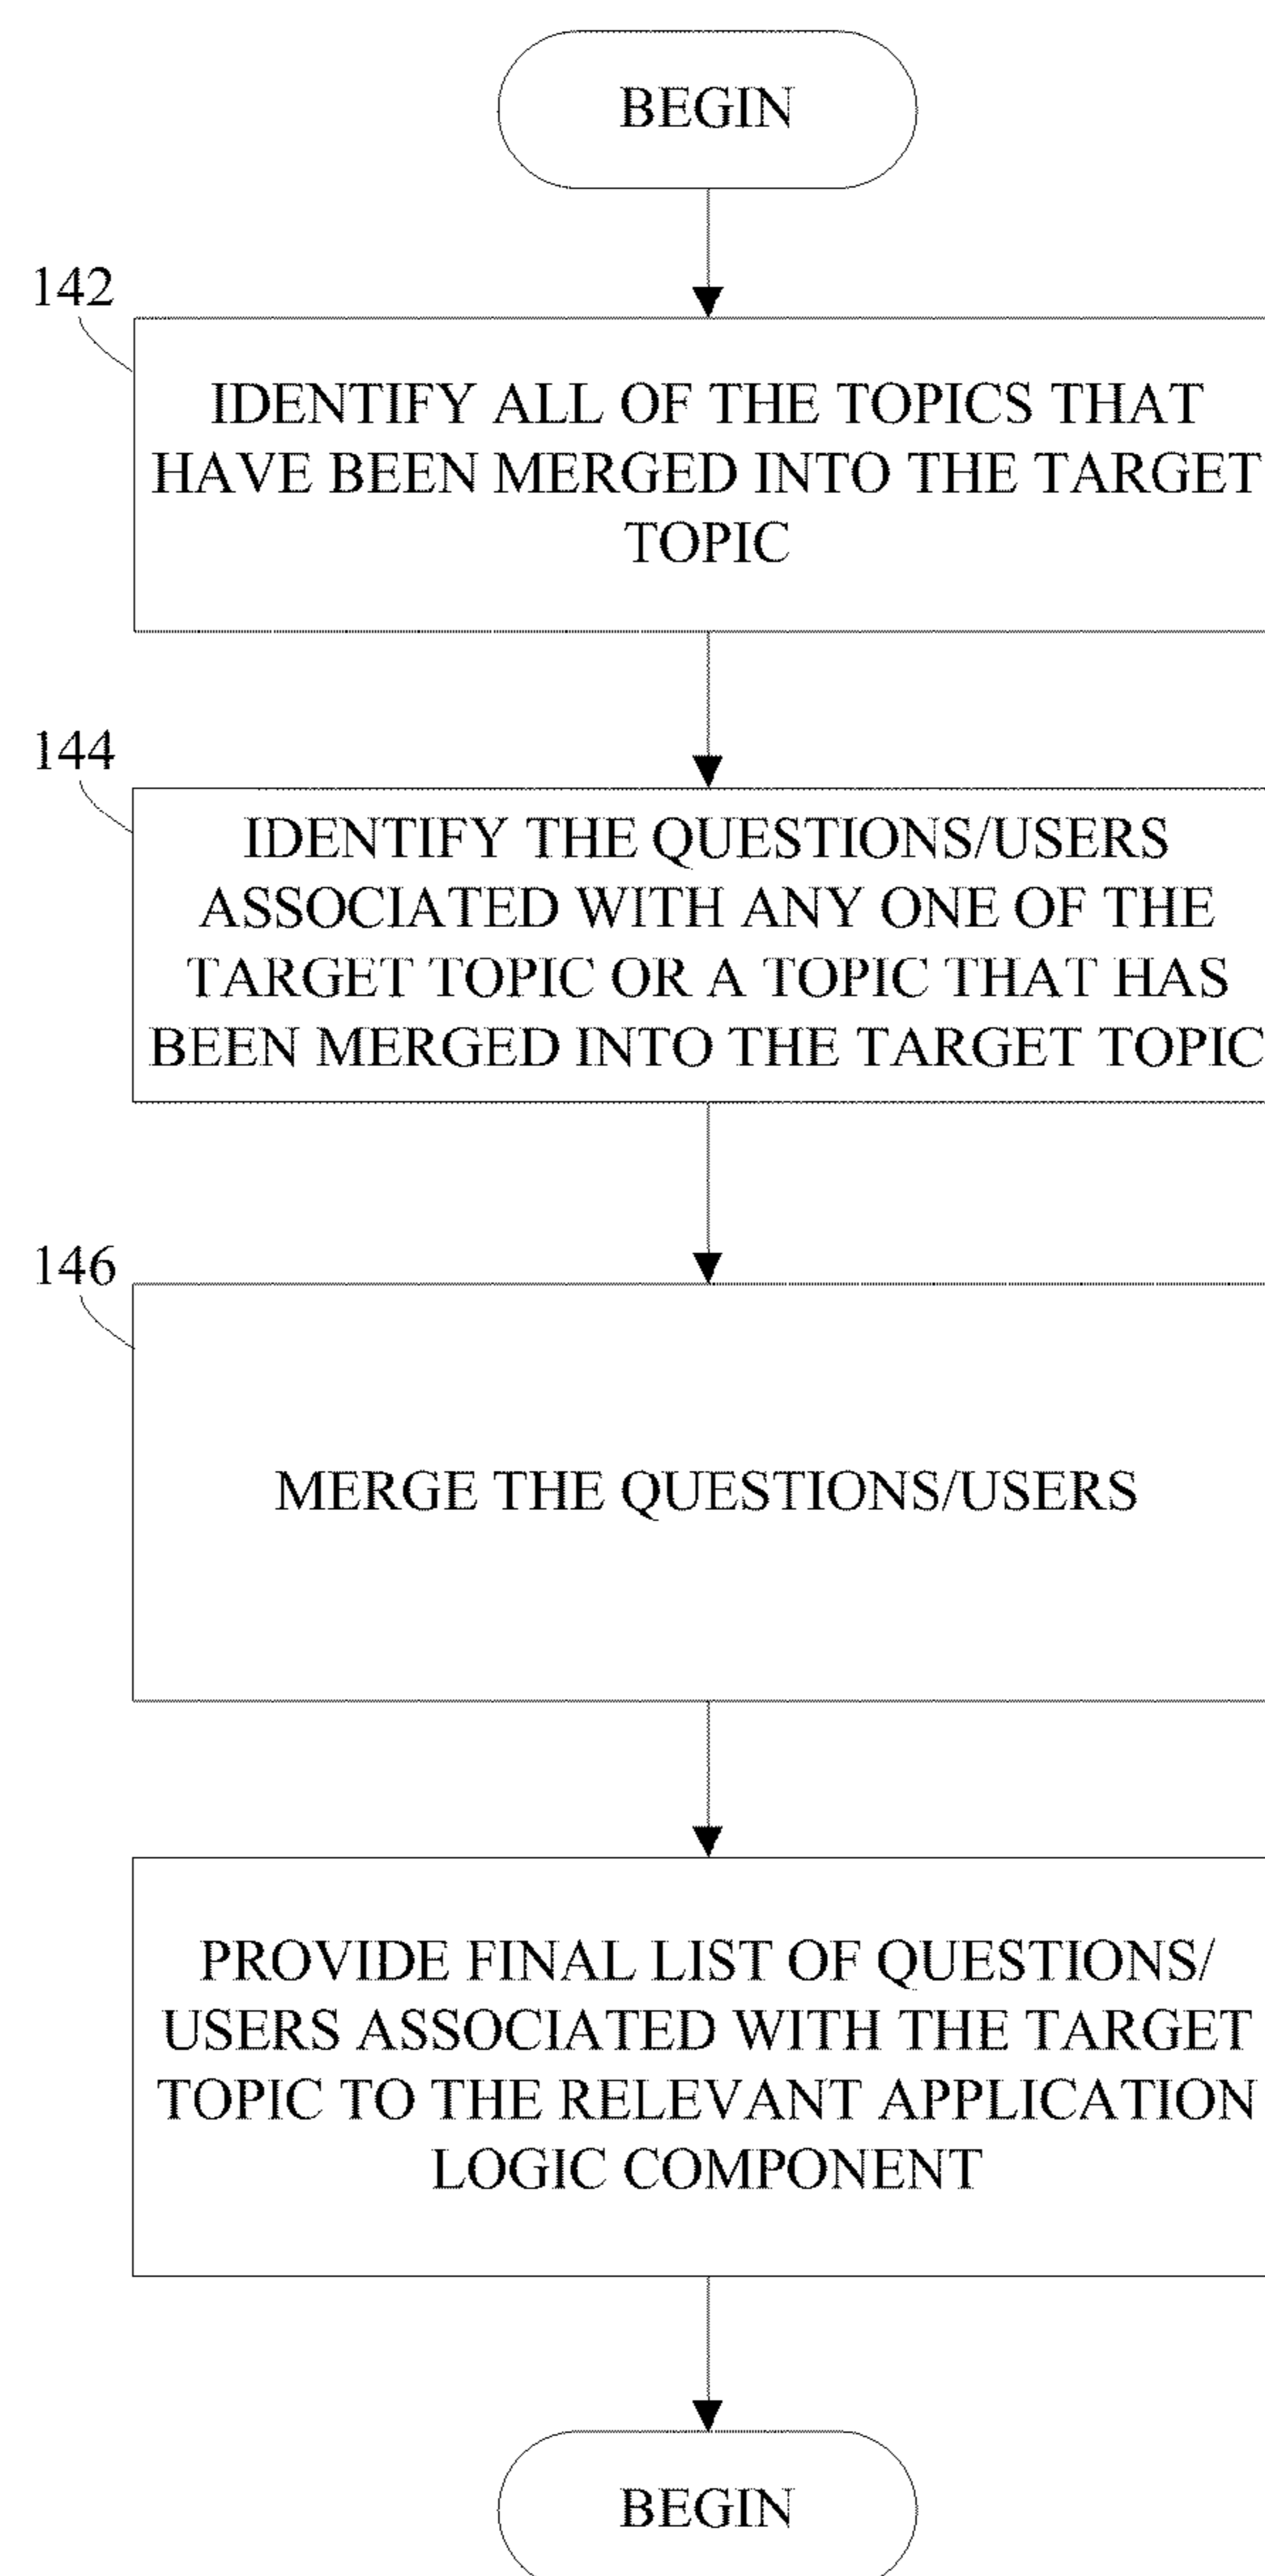 BEGIN
142
IDENTIFY ALL OF THE TOPICS THAT
HAVE BEEN MERGED INTO THE TARGET
TOPIC
144
IDENTIFY THE QUESTIONS/USERS
ASSOCIATED WITH ANY ONE OF THE
TARGET TOPIC OR A TOPIC THAT HAS
BEEN MERGED INTO THE TARGET TOPIC
146
MERGE THE QUESTIONS/USERS
PROVIDE FINAL LIST OF QUESTIONS/
USERS ASSOCIATED WITH THE TARGET
TOPIC TO THE RELEVANT APPLICATION
LOGIC COMPONENT
BEGIN